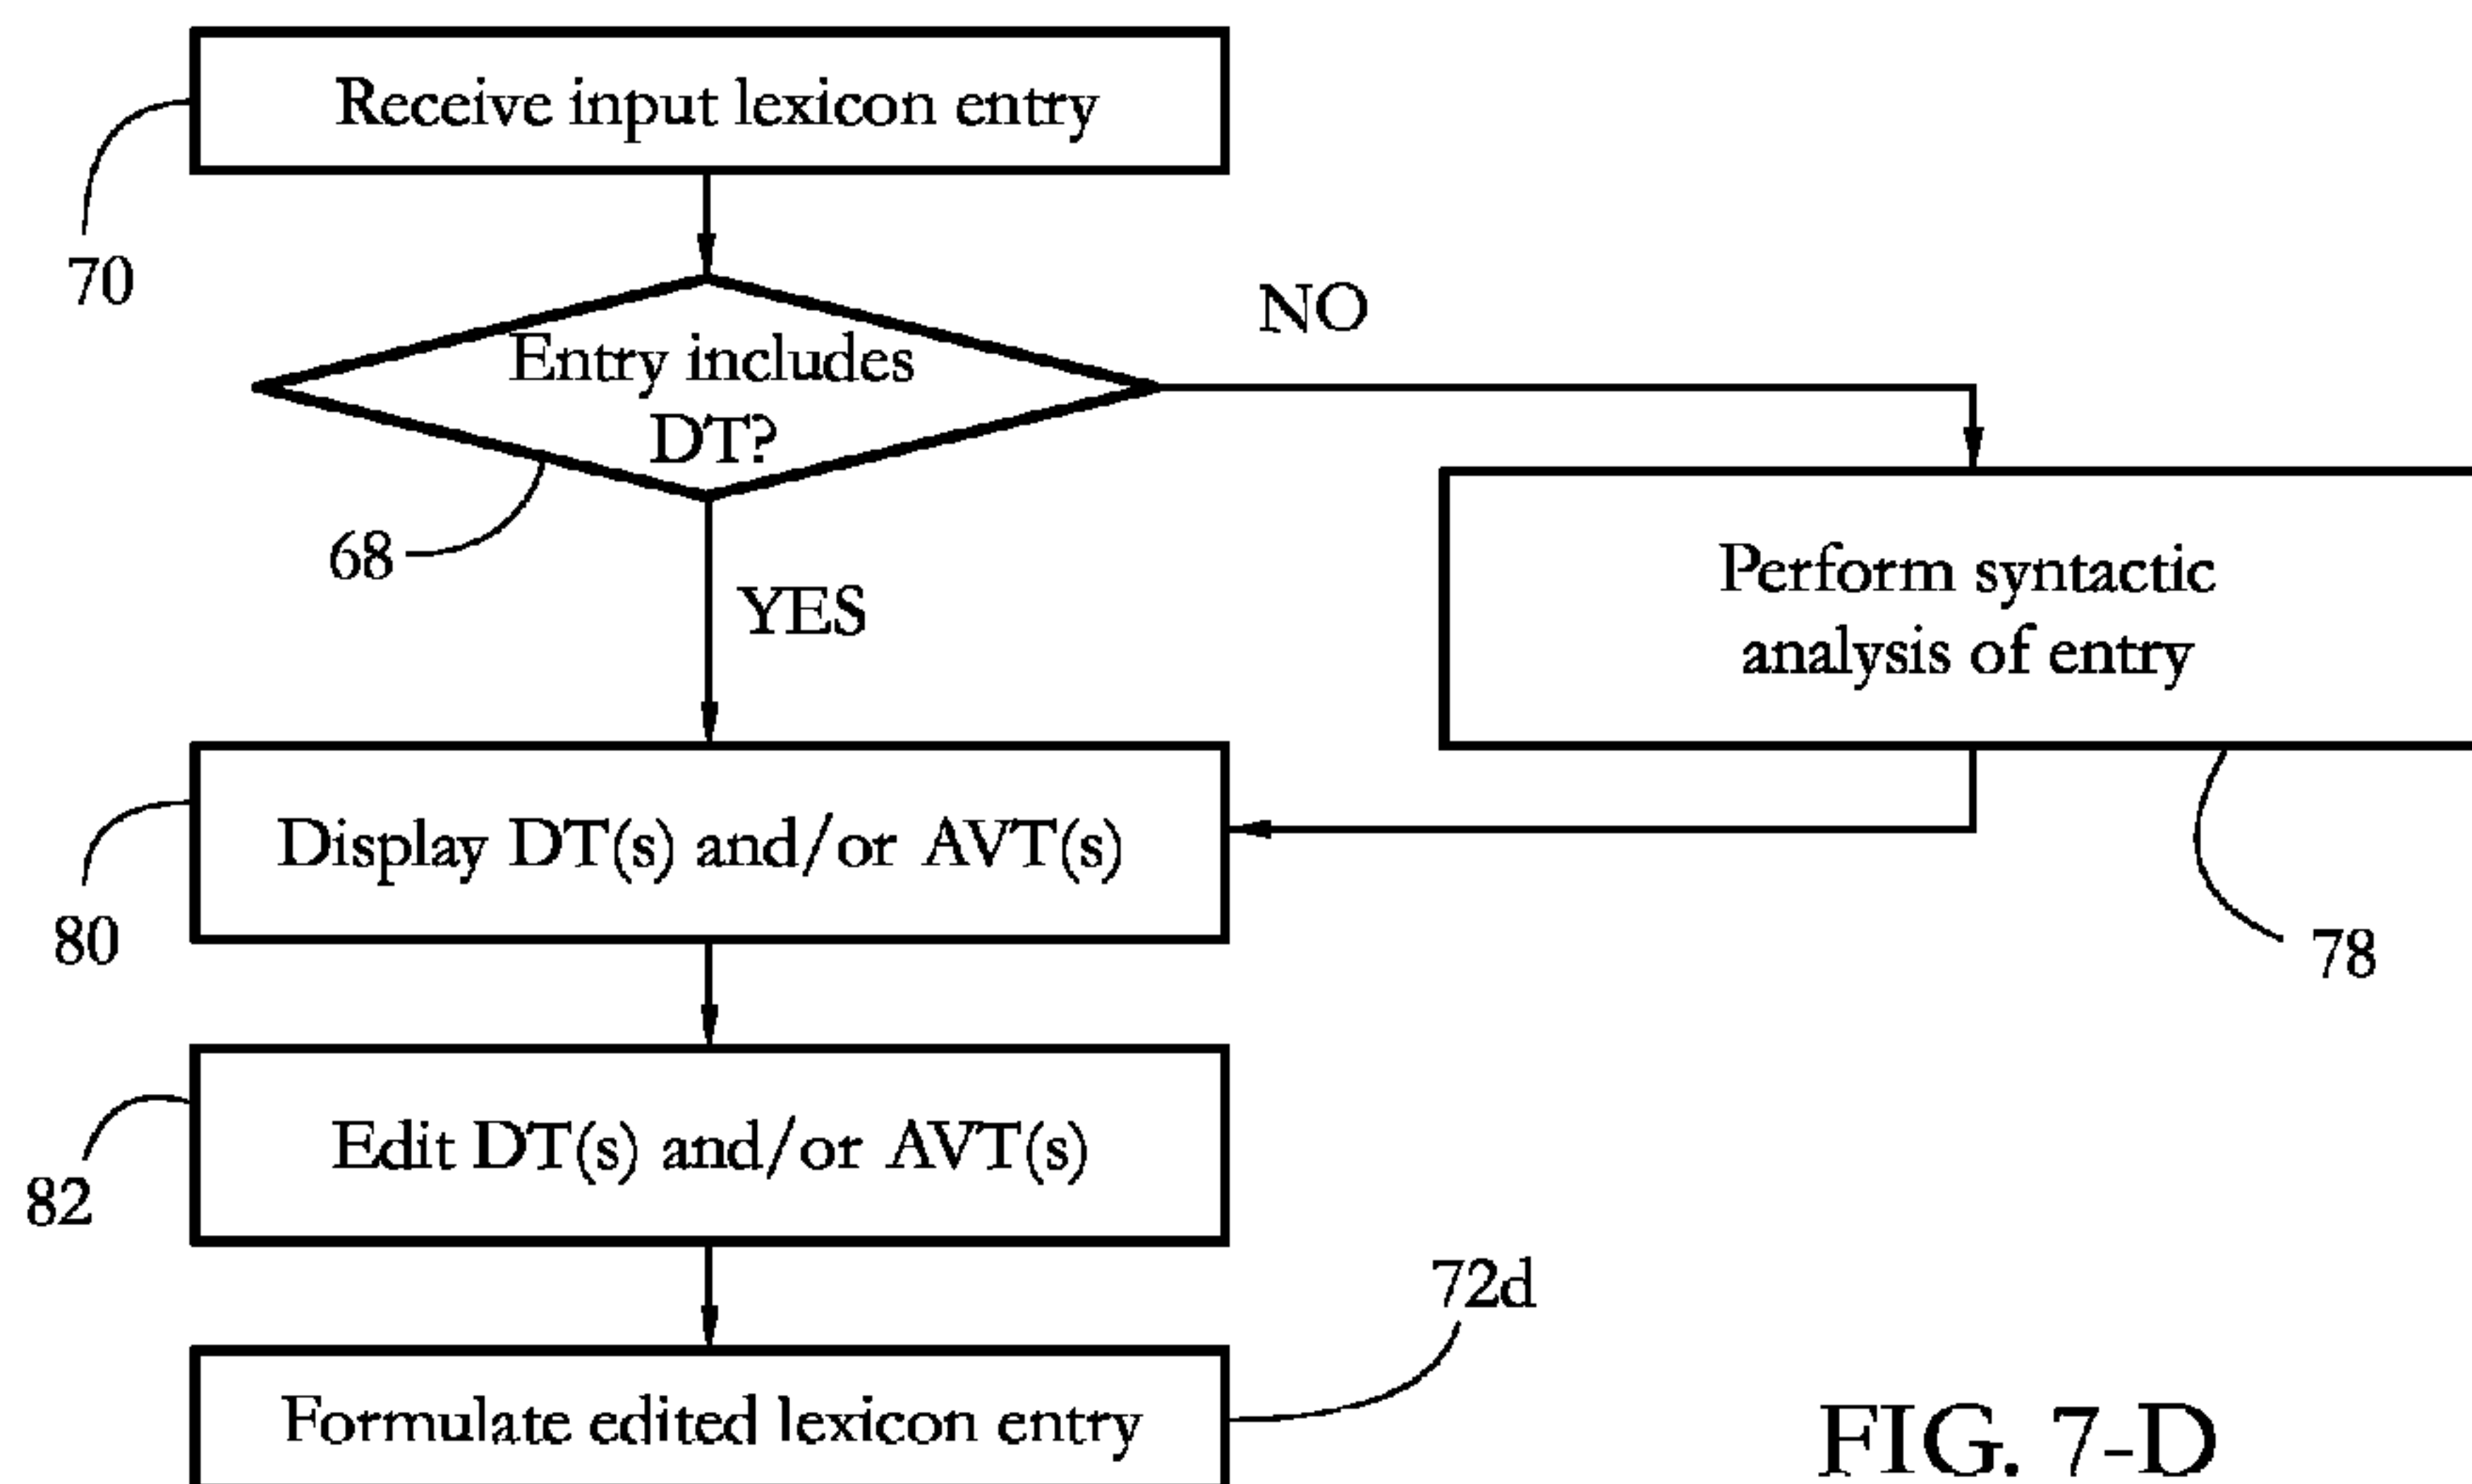 Receive input lexicon entry
70
Entry includes
DT?
NO
68
YES
Perform syntactic
analysis of entry
Display DT(s) and/or AVT(s)
80
78
Edit DT(s) and/or AVT(s)
82
72d
Formulate edited lexicon entry
FIG. 7-D